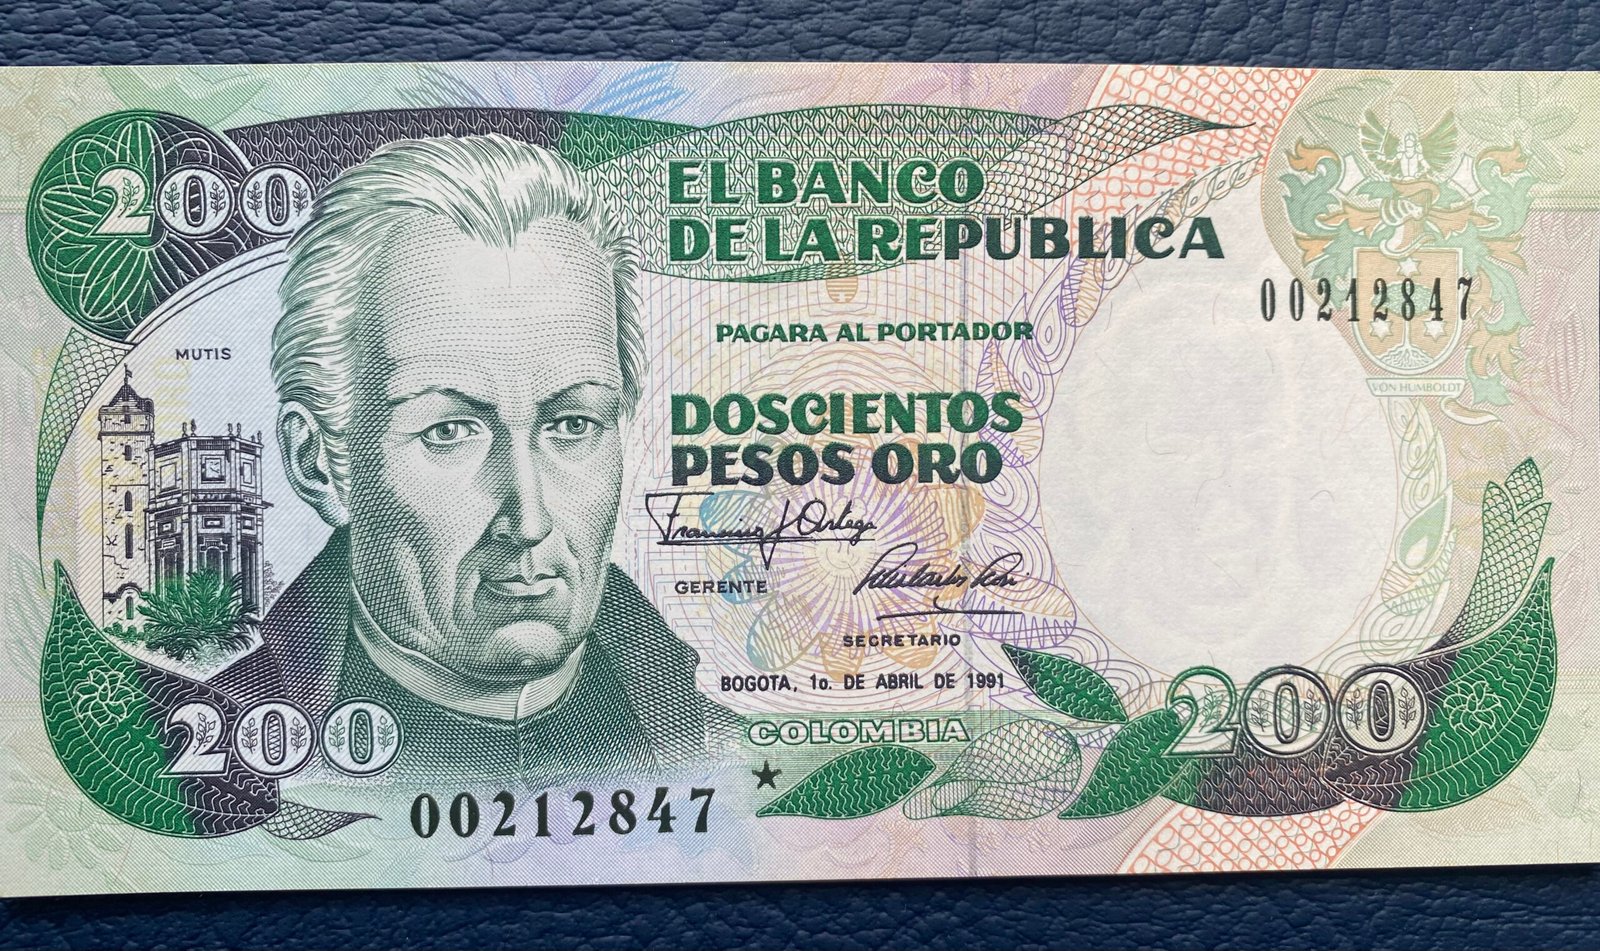 200
EL BANCO
DE LA REPUBLICA
00212847
MUTIS
PAGARA AL PORTADOR
VON HUMBOLDT
DOSCIENTOS
PESOS ORO
GERENTE
SECRETARIO
BOGOTA, 1o. DE ABRIL DE 1991
COLOMBIA
200
200
★
00212847